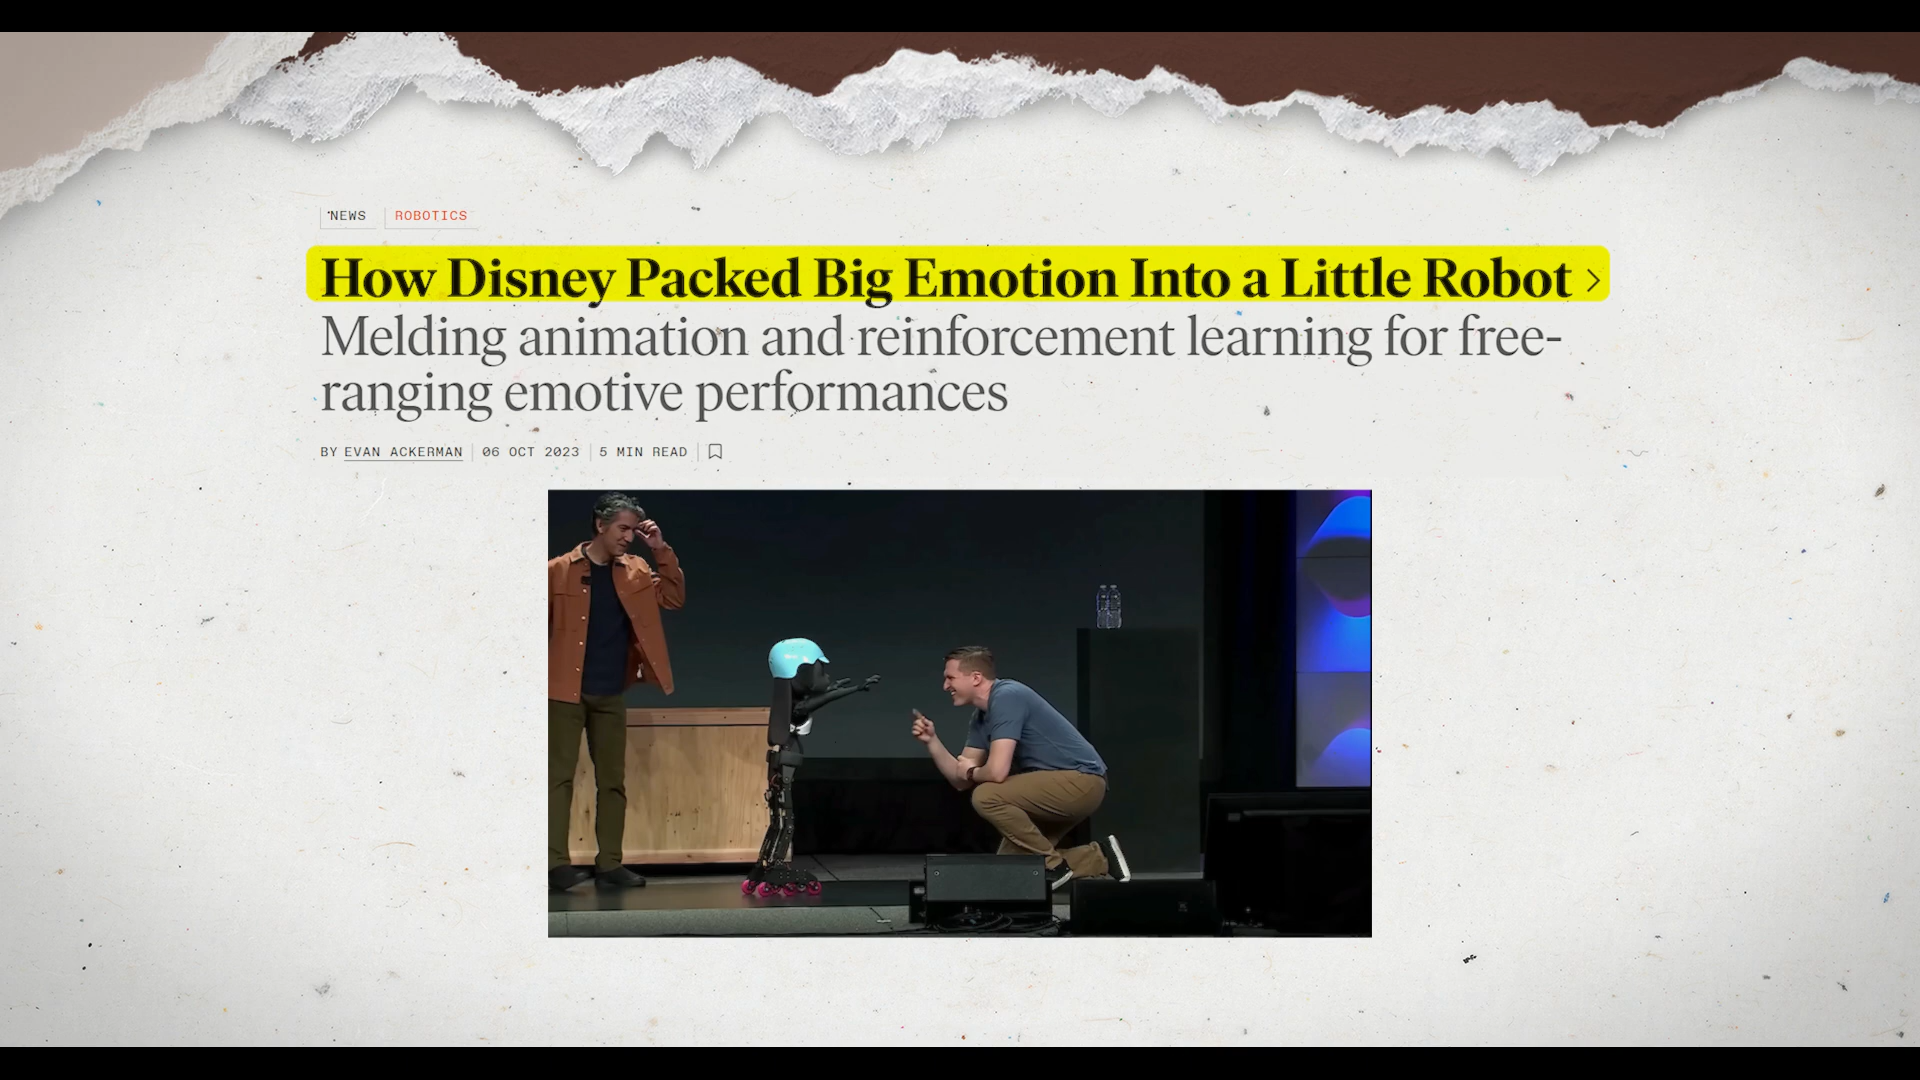 NEWS ROBOTICS
How Disney Packed Big Emotion Into a Little Robot >
Melding animation and reinforcement learning for free-
ranging emotive performances
BY EVAN ACKERMAN 06 OCT 2023 5 MIN READ